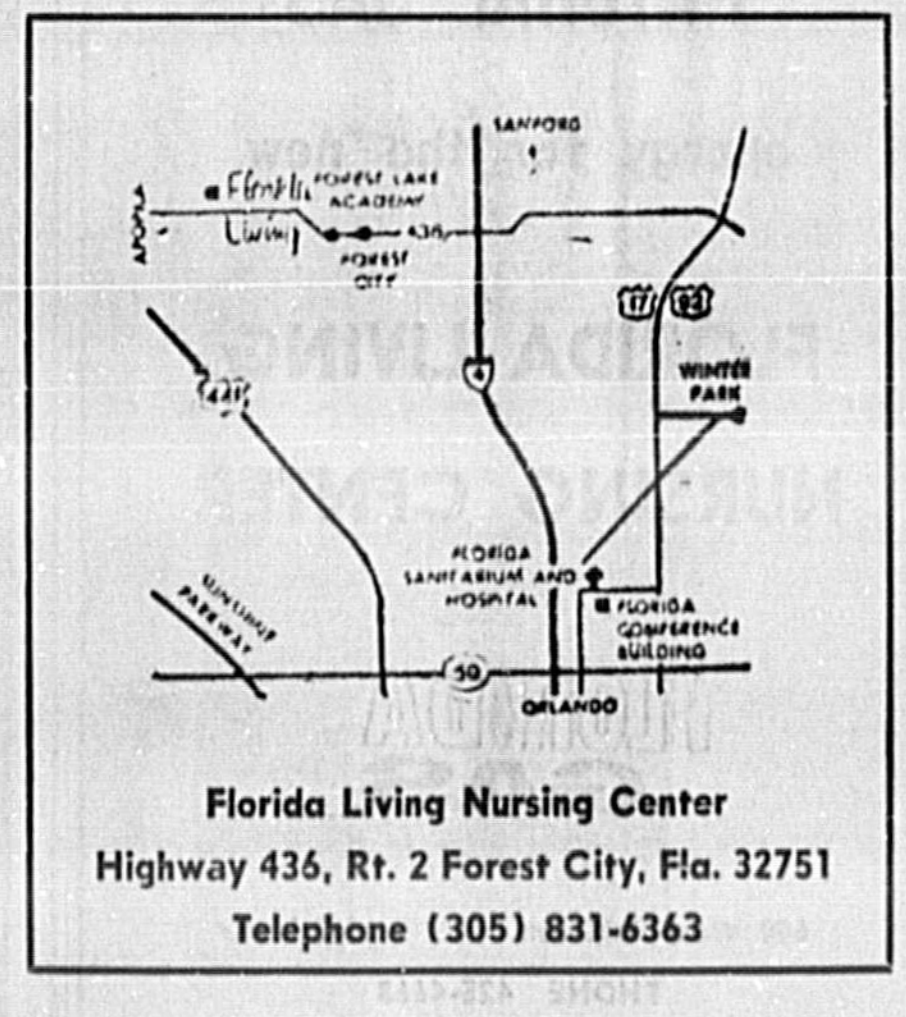 SANFORD
FOREST LAKE
ACADEMY
APOPKA
Living
436
FOREST
CITY
17 92
4
WINTER
PARK
441
FLORIDA
SANITARIUM AND
HOSPITAL
SUNSHINE
PARKWAY
FLORIDA
CONFERENCE
BUILDING
50
ORLANDO
Florida Living Nursing Center
Highway 436, Rt. 2 Forest City, Fla. 32751
Telephone (305) 831-6363